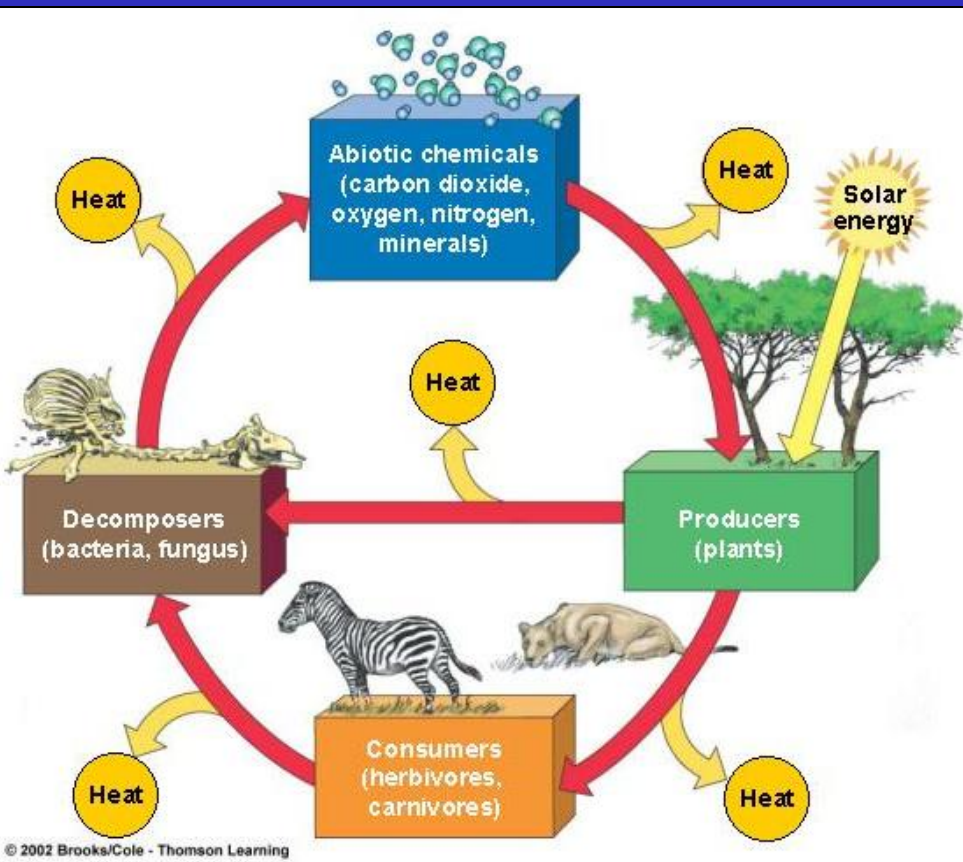 Abiotic chemicals
(carbon dioxide,
oxygen, nitrogen,
minerals)
Heat
Heat
Solar
energy
Heat
Decomposers
(bacteria, fungus)
Producers
(plants)
Consumers
(herbivores,
carnivores)
Heat
Heat
© 2002 Brooks/Cole - Thomson Learning